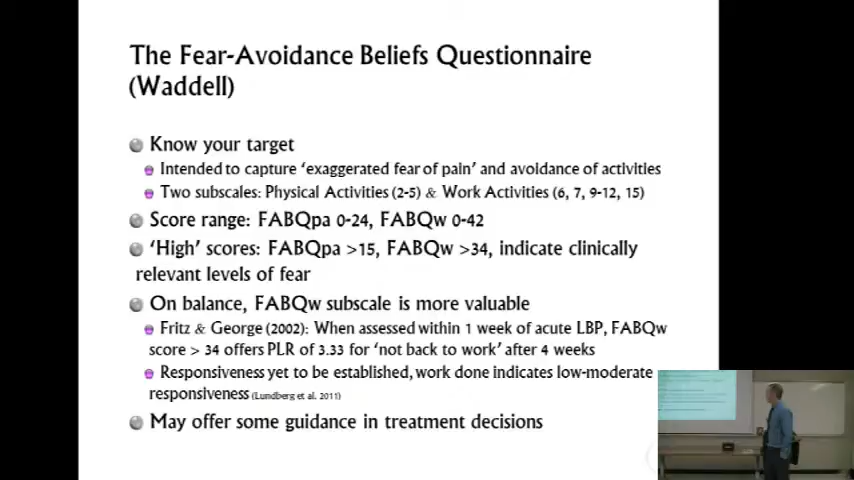 The Fear-Avoidance Beliefs Questionnaire
(Waddell)
Know your target
Intended to capture ‘exaggerated fear of pain’ and avoidance of activities
Two subscales: Physical Activities (2-5) & Work Activities (6, 7, 9-12, 15)
Score range: FABQpa 0-24, FABQw 0-42
‘High’ scores: FABQpa >15, FABQw >34, indicate clinically
relevant levels of fear
On balance, FABQw subscale is more valuable
Fritz & George (2002): When assessed within 1 week of acute LBP, FABQw
score > 34 offers PLR of 3.33 for ‘not back to work’ after 4 weeks
Responsiveness yet to be established, work done indicates low-moderate
responsiveness (Lundberg et al. 2011)
May offer some guidance in treatment decisions